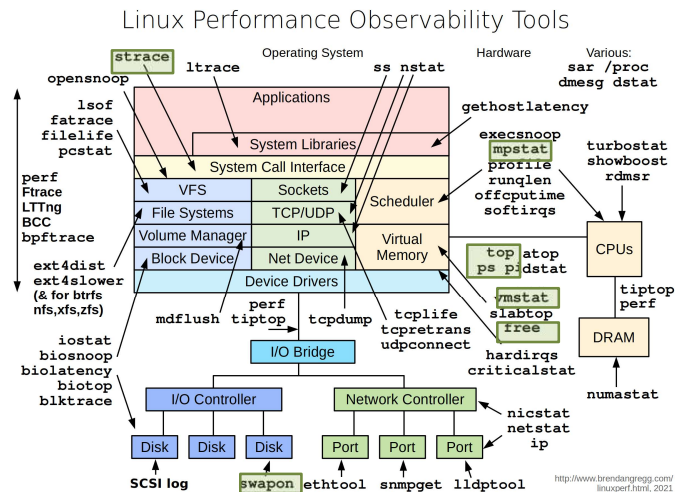 Linux Performance Observability Tools
Operating System
Hardware
Various:
sar /proc
dmesg dstat
strace
opensnoop
ltrace
ss nstat
lsof
fatrace
filelife
pcstat
gethostlatency
perf
Ftrace
LTTng
BCC
bpftrace
Applications
System Libraries
System Call Interface
VFS
Sockets
Scheduler
File Systems
TCP/UDP
Volume Manager
IP
Virtual
Memory
Block Device
Net Device
Device Drivers
execsnoop
mpstat
profile
runqlen
offcputime
softirqs
turbostat
showboost
rdmsr
CPUs
top atop
ps pidstat
vmstat
slabtop
free
hardirqs
criticalstat
tiptop
perf
DRAM
numastat
ext4dist
ext4slower
(& for btrfs
nfs,xfs,zfs)
mdflush
perf
tiptop
tcpdump
tcplife
tcpretrans
udpconnect
iostat
biosnoop
biolatency
biotop
blktrace
I/O Bridge
I/O Controller
Network Controller
nicstat
netstat
ip
Disk
Disk
Disk
Port
Port
Port
SCSI log
swapon
ethtool
snmpget
lldptool
http://www.brendangregg.com/
linuxperf.html, 2021